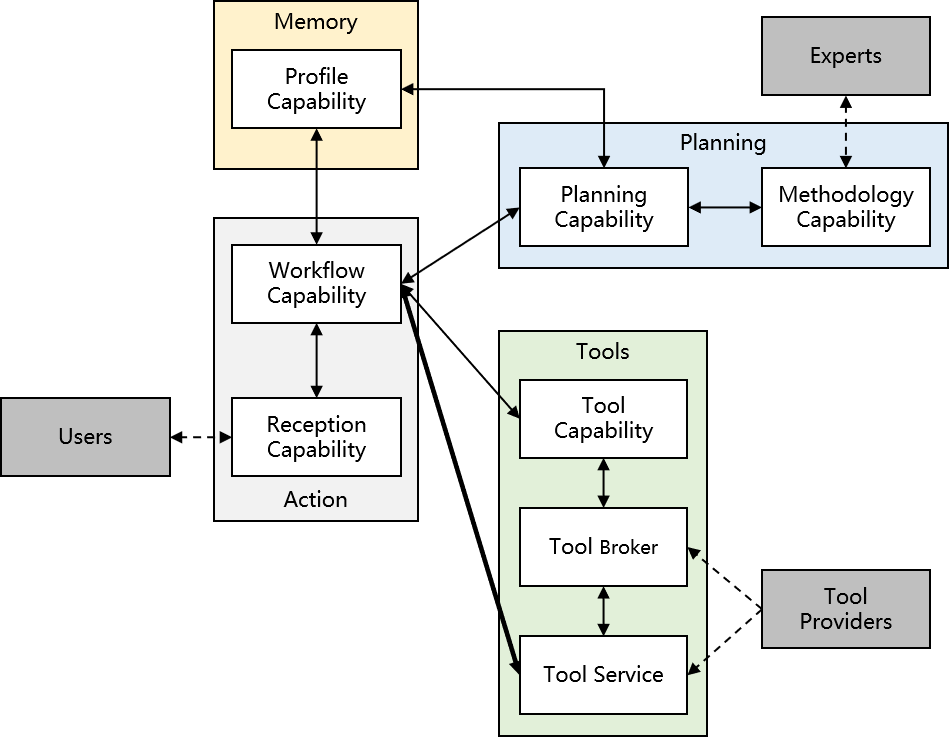 Memory
Profile
Capability
Experts
Planning
Planning
Capability
Methodology
Capability
Workflow
Capability
Users
Reception
Capability
Action
Tools
Tool
Capability
Tool Broker
Tool
Providers
Tool Service